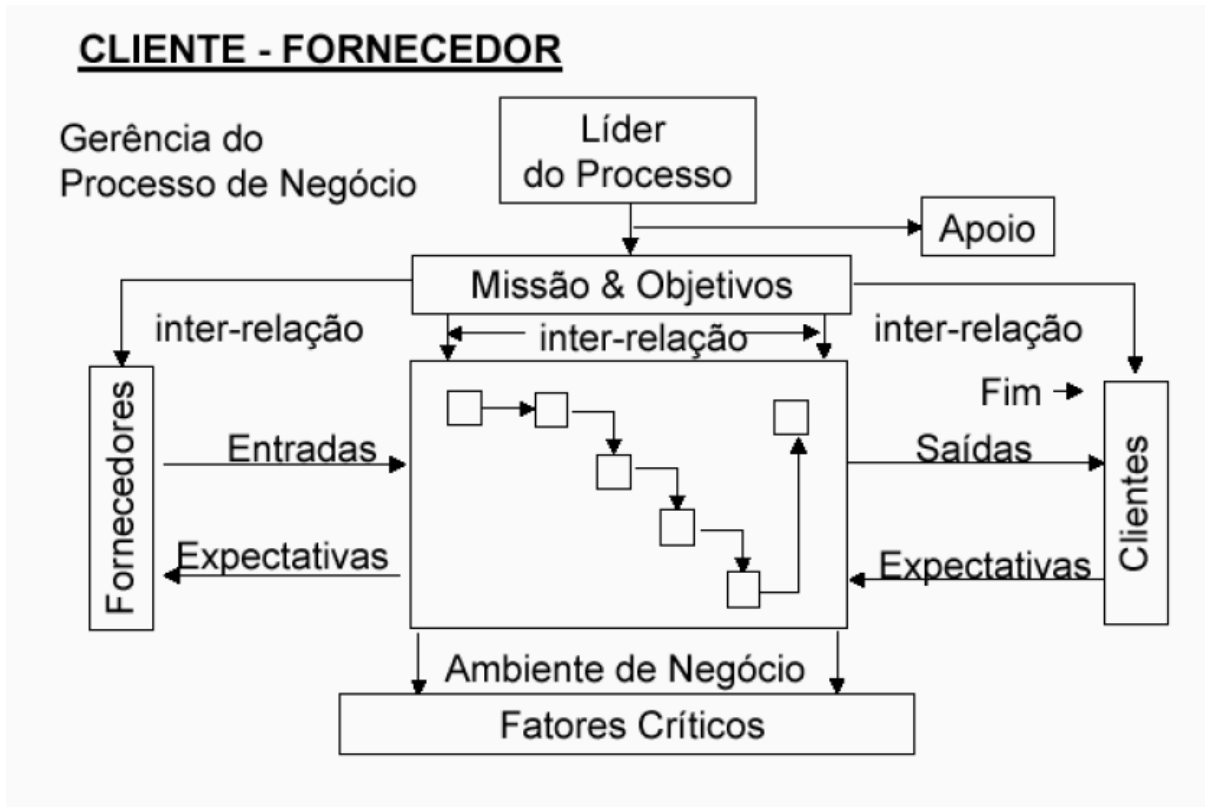 CLIENTE - FORNECEDOR
Gerência do
Processo de Negócio
Líder
do Processo
Apoio
Missão & Objetivos
inter-relação
inter-relação
inter-relação
Fim
Fornecedores
Entradas
Saídas
Clientes
Expectativas
Expectativas
Ambiente de Negócio
Fatores Críticos